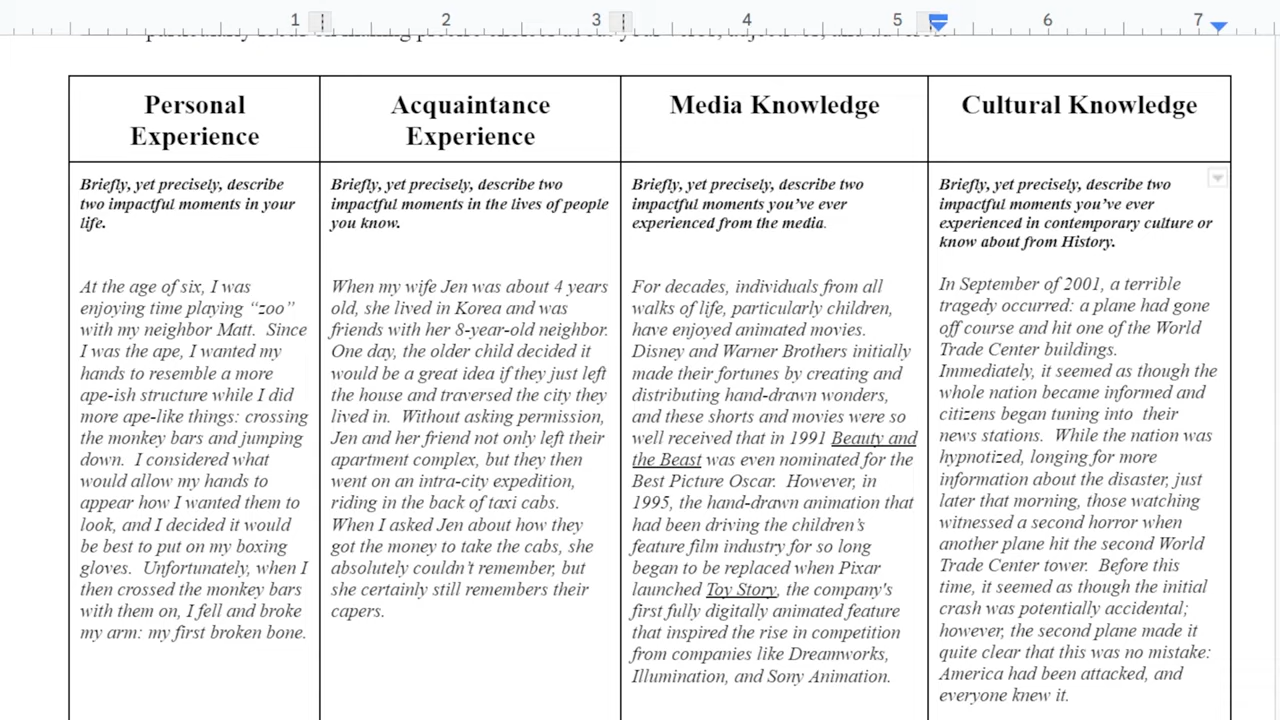 1 2 3 4 5 6 7
Personal
Experience
Acquaintance
Experience
Media Knowledge
Cultural Knowledge
Briefly, yet precisely, describe
two impactful moments in your
life.
At the age of six, I was
enjoying time playing “zoo”
with my neighbor Matt. Since
I was the ape, I wanted my
hands to resemble a more
ape-ish structure while I did
more ape-like things: crossing
the monkey bars and jumping
down. I considered what
would allow my hands to
appear how I wanted them to
look, and I decided it would
be best to put on my boxing
gloves. Unfortunately, when I
then crossed the monkey bars
with them on, I fell and broke
my arm: my first broken bone.
Briefly, yet precisely, describe two
impactful moments in the lives of people
you know.
When my wife Jen was about 4 years
old, she lived in Korea and was
friends with her 8-year-old neighbor.
One day, the older child decided it
would be a great idea if they just left
the house and traversed the city they
lived in. Without asking permission,
Jen and her friend not only left their
apartment complex, but they then
went on an intra-city expedition,
riding in the back of taxi cabs.
When I asked Jen about how they
got the money to take the cabs, she
absolutely couldn’t remember, but
she certainly still remembers their
capers.
Briefly, yet precisely, describe two
impactful moments you’ve ever
experienced from the media.
For decades, individuals from all
walks of life, particularly children,
have enjoyed animated movies.
Disney and Warner Brothers initially
made their fortunes by creating and
distributing hand-drawn wonders,
and these shorts and movies were so
well received that in 1991 Beauty and
the Beast was even nominated for the
Best Picture Oscar. However, in
1995, the hand-drawn animation that
had been driving the children’s
feature film industry for so long
began to be replaced when Pixar
launched Toy Story, the company's
first fully digitally animated feature
that inspired the rise in competition
from companies like Dreamworks,
Illumination, and Sony Animation.
Briefly, yet precisely, describe two
impactful moments you’ve ever
experienced in contemporary culture or
know about from History.
In September of 2001, a terrible
tragedy occurred: a plane had gone
off course and hit one of the World
Trade Center buildings.
Immediately, it seemed as though the
whole nation became informed and
citizens began tuning into their
news stations. While the nation was
hypnotized, longing for more
information about the disaster, just
later that morning, those watching
witnessed a second horror when
another plane hit the second World
Trade Center tower. Before this
time, it seemed as though the initial
crash was potentially accidental;
however, the second plane made it
quite clear that this was no mistake:
America had been attacked, and
everyone knew it.